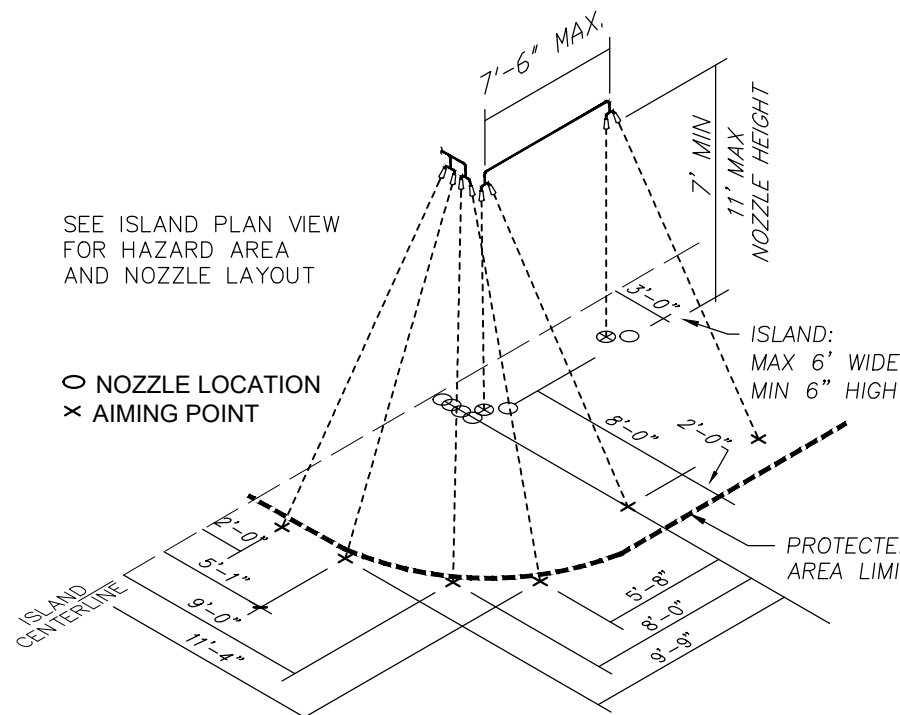 7'-6" MAX.
7' MIN
11' MAX
NOZZLE HEIGHT
SEE ISLAND PLAN VIEW
FOR HAZARD AREA
AND NOZZLE LAYOUT
3'-0"
ISLAND:
MAX 6' WIDE
MIN 6" HIGH
NOZZLE LOCATION
AIMING POINT
8'-0"
2'-0"
PROTECTE
AREA LIMI
2'-0"
5'-1"
9'-0"
11'-4"
ISLAND
CENTERLINE
5'-8"
8'-0"
9'-9"